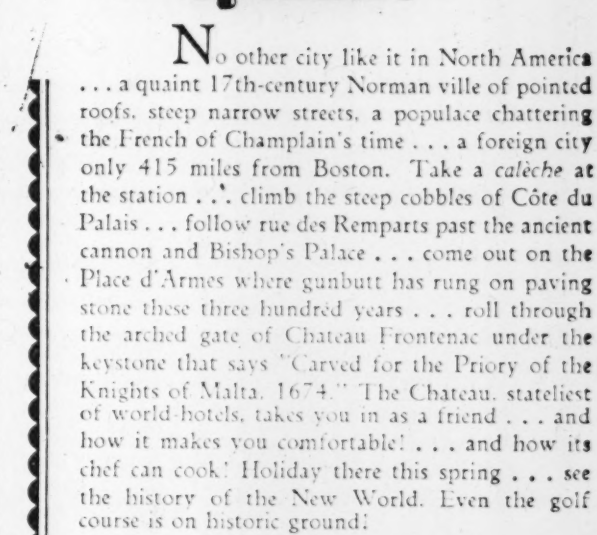 No other city like it in North America
. . . a quaint 17th-century Norman ville of pointed
roofs, steep narrow streets, a populace chattering
the French of Champlain's time . . . a foreign city
only 415 miles from Boston. Take a calèche at
the station . . . climb the steep cobbles of Côte du
Palais . . . follow rue des Remparts past the ancient
cannon and Bishop's Palace . . . come out on the
Place d'Armes where gunbutt has rung on paving
stone these three hundred years . . . roll through
the arched gate of Chateau Frontenac under the
keystone that says "Carved for the Priory of the
Knights of Malta, 1674." The Chateau, stateliest
of world-hotels, takes you in as a friend . . . and
how it makes you comfortable! . . . and how its
chef can cook! Holiday there this spring . . . see
the history of the New World. Even the golf
course is on historic ground!